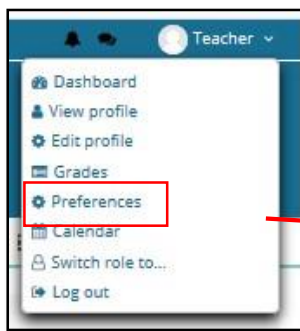 Teacher
Dashboard
View profile
Edit profile
Grades
Preferences
Calendar
Switch role to...
Log out